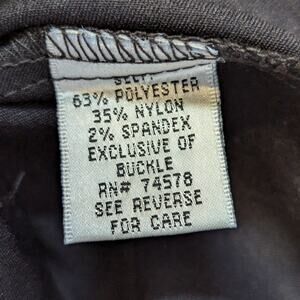 63% POLYESTER
35% NYLON
2% SPANDEX
EXCLUSIVE OF
BUCKLE
RN# 74578
SEE REVERSE
FOR CARE